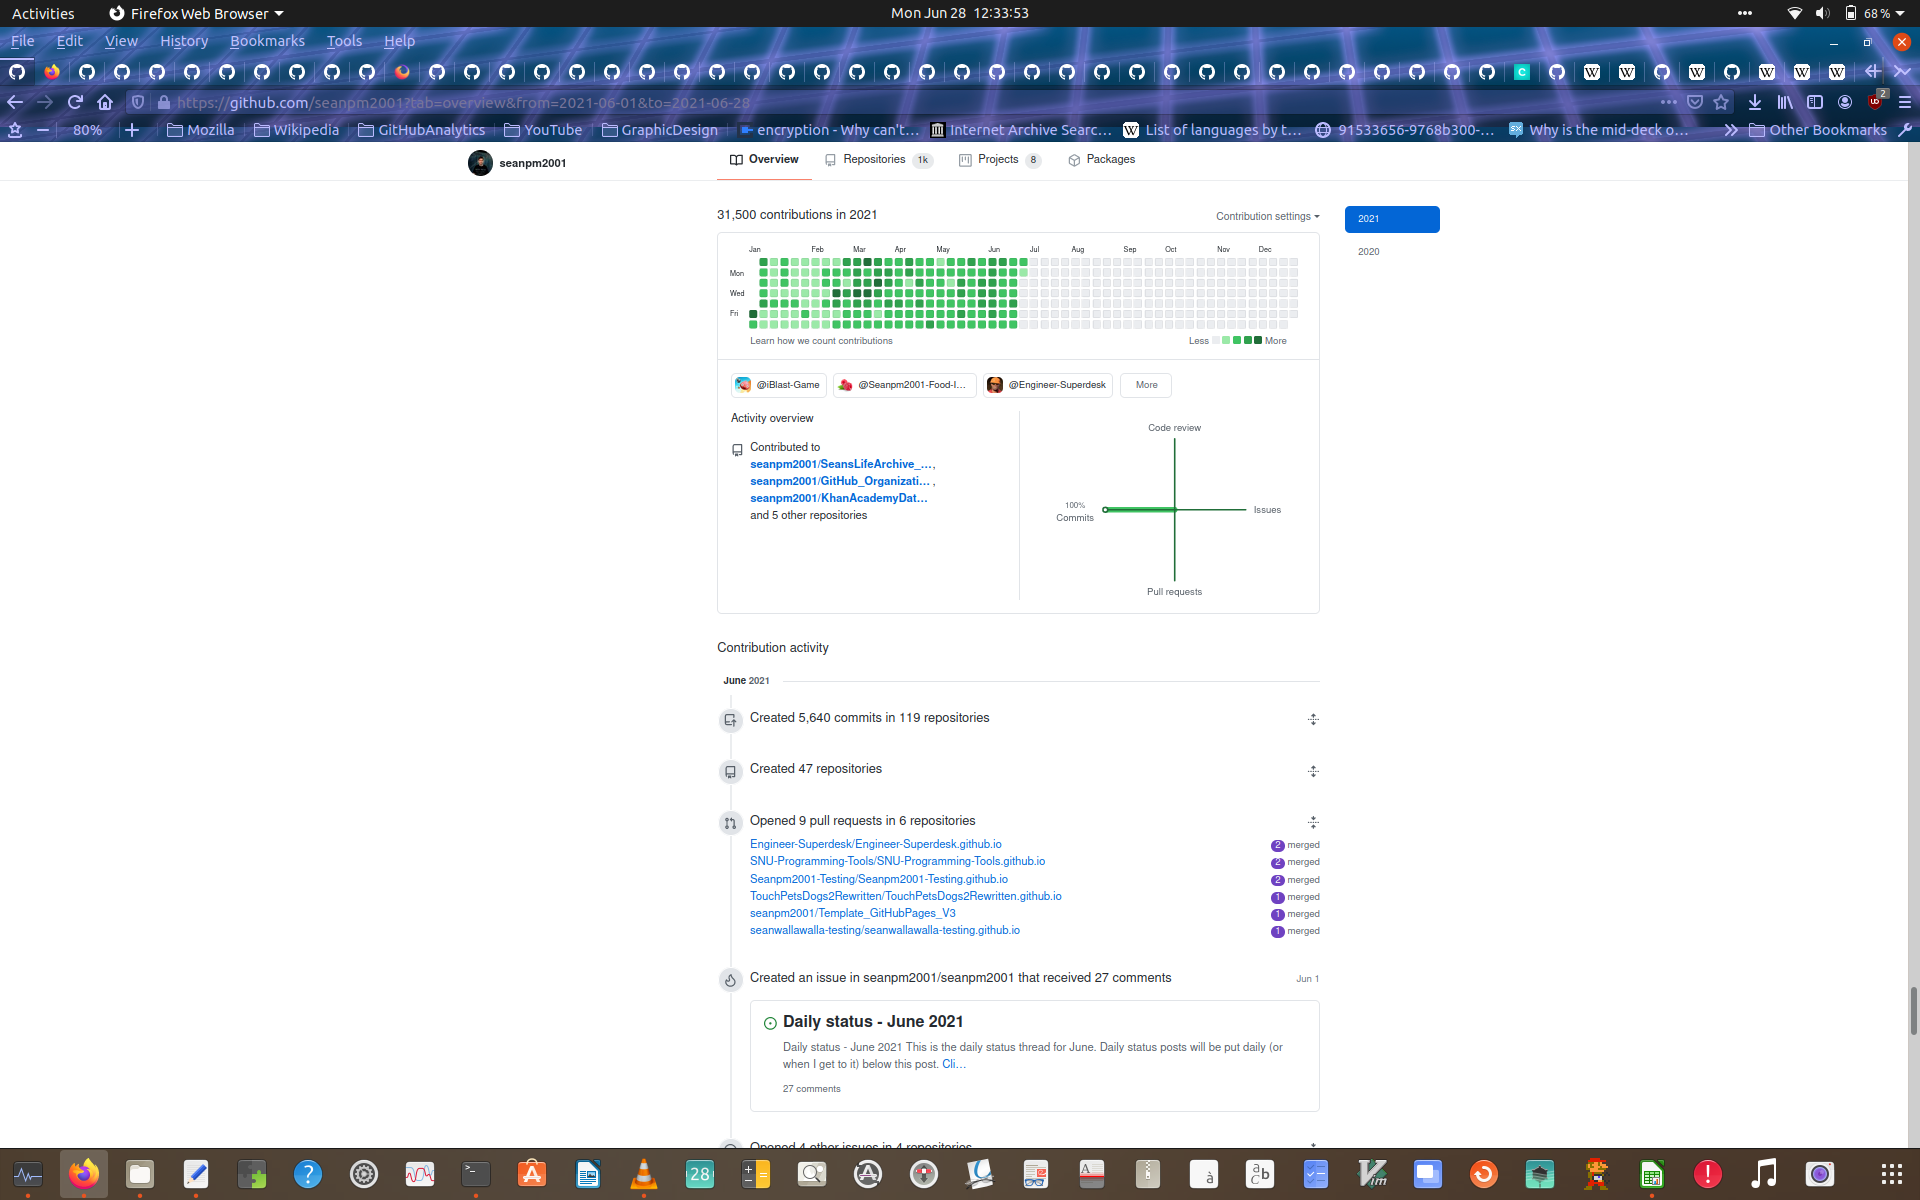 Activities
Firefox Web Browser
Mon Jun 28 12:33:53
68 %
File Edit View History Bookmarks Tools Help
https://github.com/seanpm2001?tab=overview&from=2021-06-01&to=2021-06-28
2
80%
Mozilla
Wikipedia
GitHubAnalytics
YouTube
GraphicDesign
encryption - Why can't…
Internet Archive Searc…
List of languages by t…
91533656-9768b300-…
Why is the mid-deck o…
Other Bookmarks
seanpm2001
Overview
Repositories 1k
Projects 8
Packages
31,500 contributions in 2021
Contribution settings
2021
2020
Jan Feb Mar Apr May Jun Jul Aug Sep Oct Nov Dec
Mon
Wed
Fri
Learn how we count contributions
Less More
@iBlast-Game
@Seanpm2001-Food-I…
@Engineer-Superdesk
More
Activity overview
Contributed to
seanpm2001/SeansLifeArchive_…,
seanpm2001/GitHub_Organizati… ,
seanpm2001/KhanAcademyDat…
and 5 other repositories
Code review
100%
Commits
Issues
Pull requests
Contribution activity
June 2021
Created 5,640 commits in 119 repositories
Created 47 repositories
Opened 9 pull requests in 6 repositories
Engineer-Superdesk/Engineer-Superdesk.github.io 2 merged
SNU-Programming-Tools/SNU-Programming-Tools.github.io 2 merged
Seanpm2001-Testing/Seanpm2001-Testing.github.io 2 merged
TouchPetsDogs2Rewritten/TouchPetsDogs2Rewritten.github.io 1 merged
seanpm2001/Template_GitHubPages_V3 1 merged
seanwallawalla-testing/seanwallawalla-testing.github.io 1 merged
Created an issue in seanpm2001/seanpm2001 that received 27 comments
Jun 1
Daily status - June 2021
Daily status - June 2021 This is the daily status thread for June. Daily status posts will be put daily (or
when I get to it) below this post. Cli…
27 comments
Opened 4 other issues in 4 repositories
28